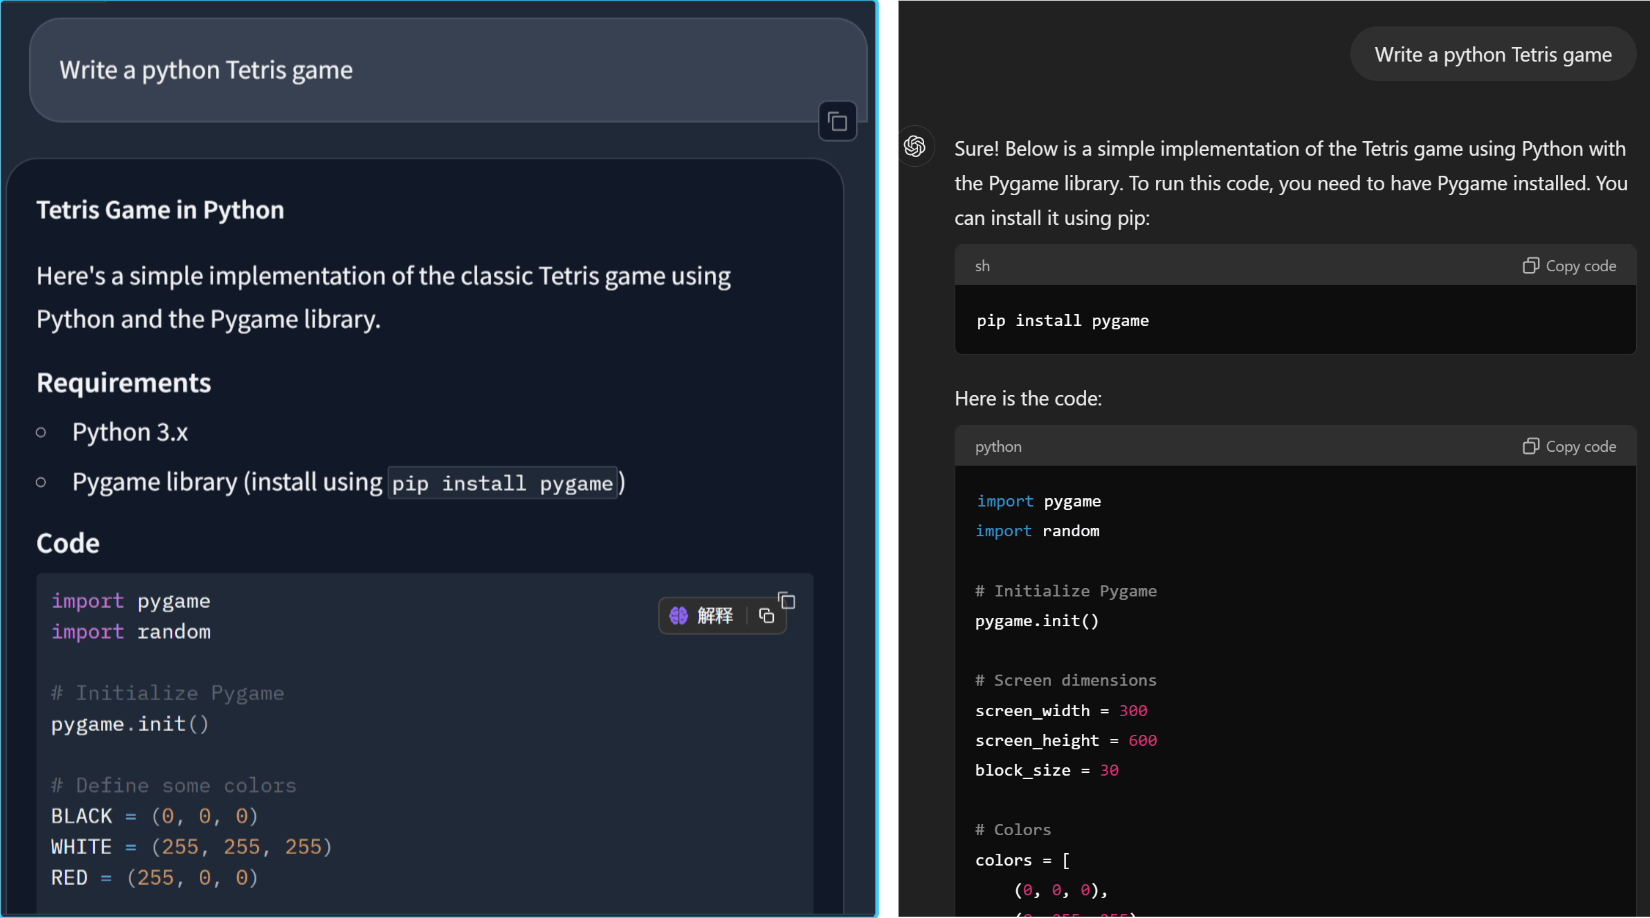 Write a python Tetris game
Tetris Game in Python
Here's a simple implementation of the classic Tetris game using
Python and the Pygame library.
Requirements
Python 3.x
Pygame library (install using pip install pygame)
Code
解释
import pygame
import random
# Initialize Pygame
pygame.init()
# Define some colors
BLACK = (0, 0, 0)
WHITE = (255, 255, 255)
RED = (255, 0, 0)
Write a python Tetris game
Sure! Below is a simple implementation of the Tetris game using Python with
the Pygame library. To run this code, you need to have Pygame installed. You
can install it using pip:
sh
Copy code
pip install pygame
Here is the code:
python
Copy code
import pygame
import random
# Initialize Pygame
pygame.init()
# Screen dimensions
screen_width = 300
screen_height = 600
block_size = 30
# Colors
colors = [
(0, 0, 0),